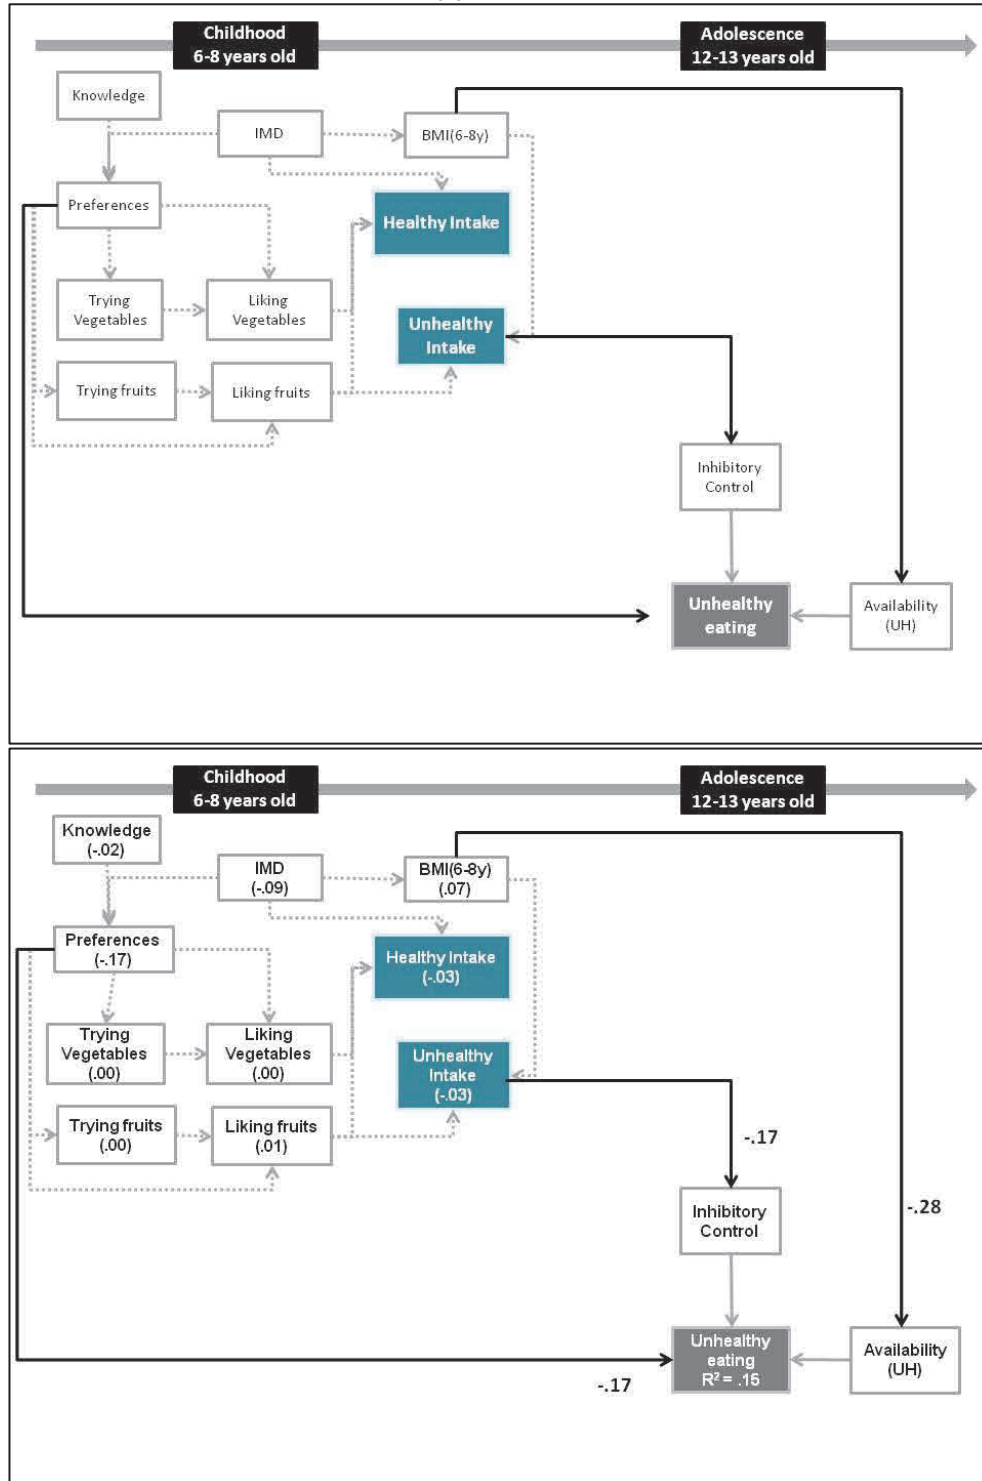 Childhood
6-8 years old
Adolescence
12-13 years old
Knowledge
IMD
BMI(6-8y)
Preferences
Healthy Intake
Trying
Vegetables
Liking
Vegetables
Unhealthy
Intake
Trying fruits
Liking fruits
Inhibitory
Control
Unhealthy
eating
Availability
(UH)
Childhood
6-8 years old
Adolescence
12-13 years old
Knowledge
(-.02)
IMD
(-.09)
BMI(6-8y)
(.07)
Preferences
(-.17)
Healthy Intake
(-.03)
Trying
Vegetables
(.00)
Liking
Vegetables
(.00)
Unhealthy
Intake
(-.03)
Trying fruits
(.00)
Liking fruits
(.01)
-.17
-.28
Inhibitory
Control
Unhealthy
eating
R² = .15
Availability
(UH)
-.17